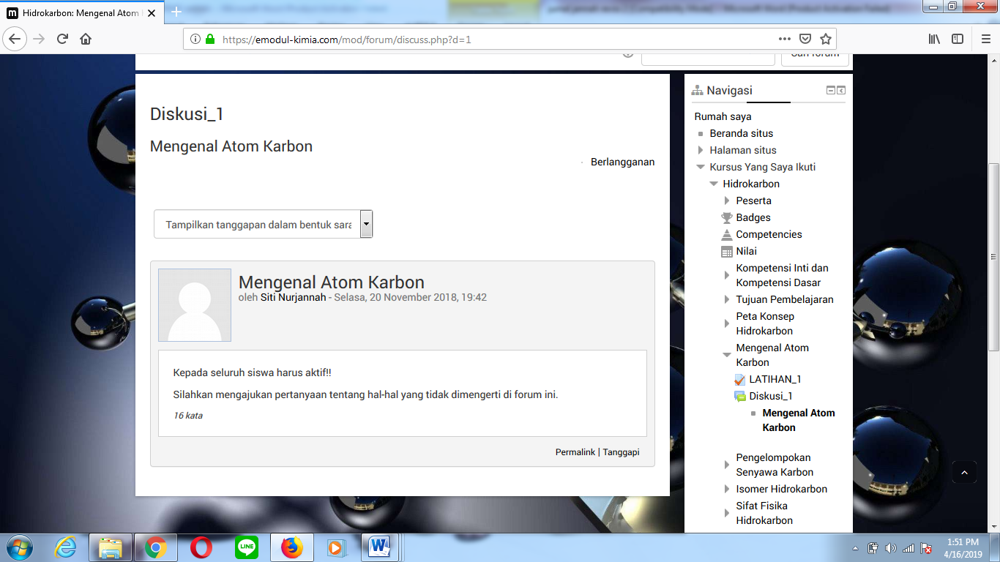 Hidrokarbon: Mengenal Atom
https://emodul-kimia.com/mod/forum/discuss.php?d=1
Diskusi_1
Mengenal Atom Karbon
Berlangganan
Tampilkan tanggapan dalam bentuk sara
Mengenal Atom Karbon
oleh Siti Nurjannah - Selasa, 20 November 2018, 19:42
Kepada seluruh siswa harus aktif!!
Silahkan mengajukan pertanyaan tentang hal-hal yang tidak dimengerti di forum ini.
16 kata
Permalink | Tanggapi
Navigasi
Rumah saya
Beranda situs
Halaman situs
Kursus Yang Saya Ikuti
Hidrokarbon
Peserta
Badges
Competencies
Nilai
Kompetensi Inti dan
Kompetensi Dasar
Tujuan Pembelajaran
Peta Konsep
Hidrokarbon
Mengenal Atom
Karbon
LATIHAN_1
Diskusi_1
Mengenal Atom
Karbon
Pengelompokan
Senyawa Karbon
Isomer Hidrokarbon
Sifat Fisika
Hidrokarbon
LINE
1:51 PM
4/16/2019